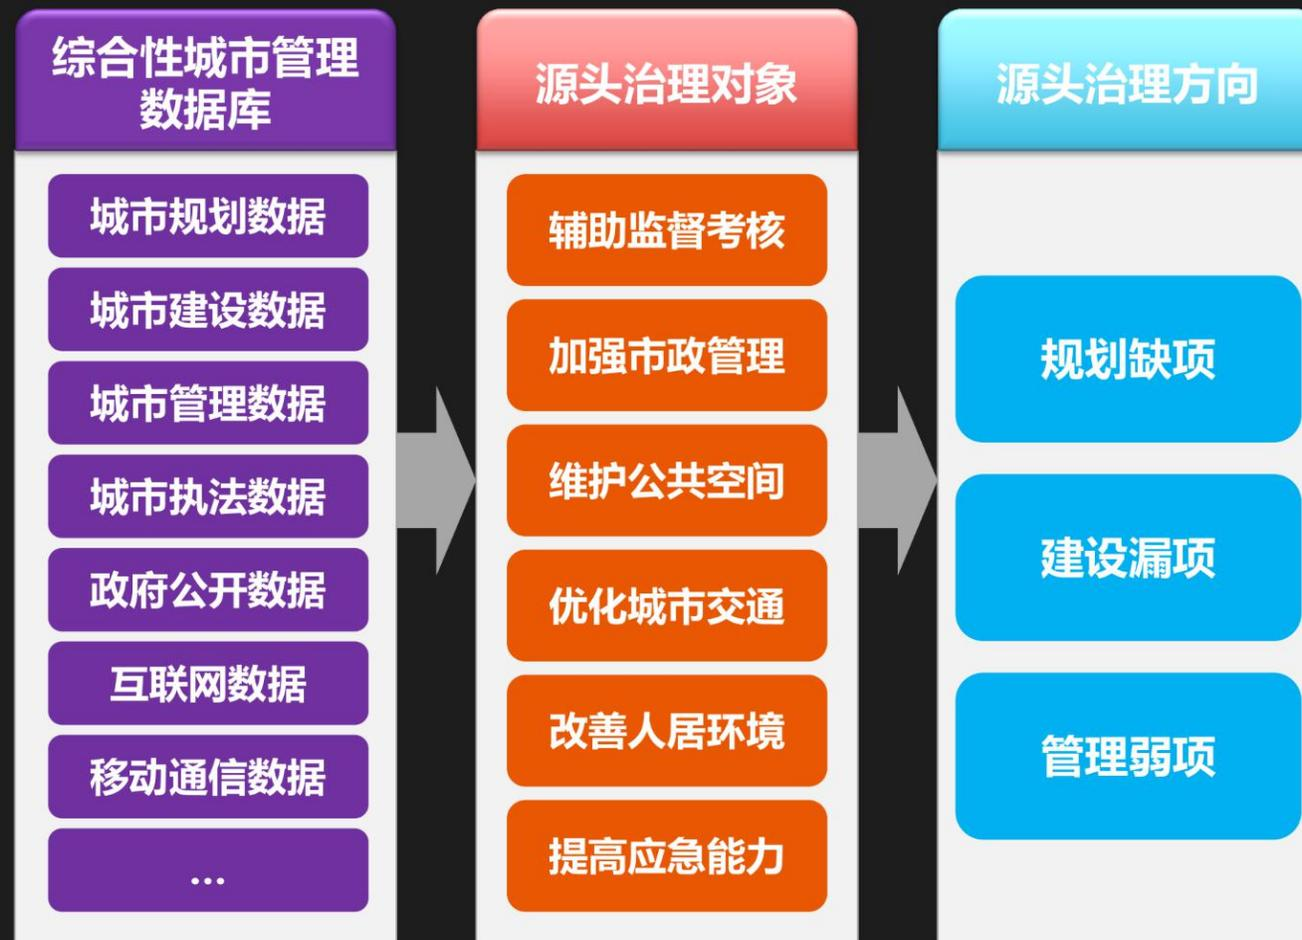 综合性城市管理
数据库
城市规划数据
城市建设数据
城市管理数据
城市执法数据
政府公开数据
互联网数据
移动通信数据
...
源头治理对象
辅助监督考核
加强市政管理
维护公共空间
优化城市交通
改善人居环境
提高应急能力
源头治理方向
规划缺项
建设漏项
管理弱项